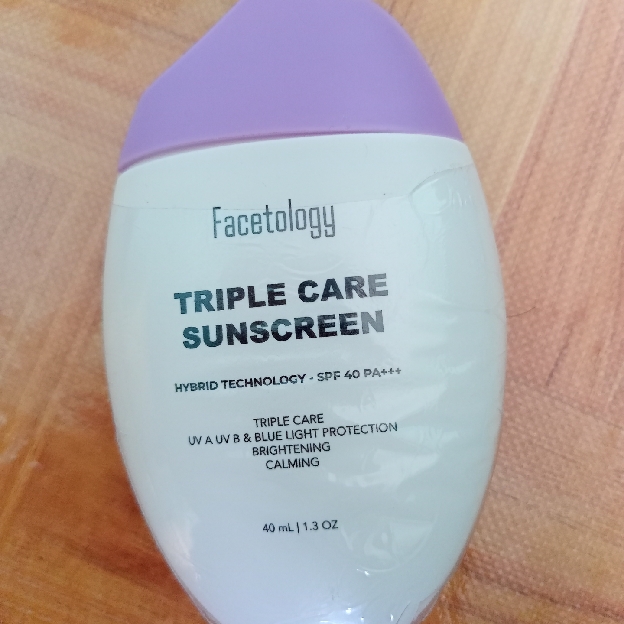 Facetology
TRIPLE CARE
SUNSCREEN
HYBRID TECHNOLOGY - SPF 40 PA+++
TRIPLE CARE
UV A UV B & BLUE LIGHT PROTECTION
BRIGHTENING
CALMING
40 mL | 1.3 OZ